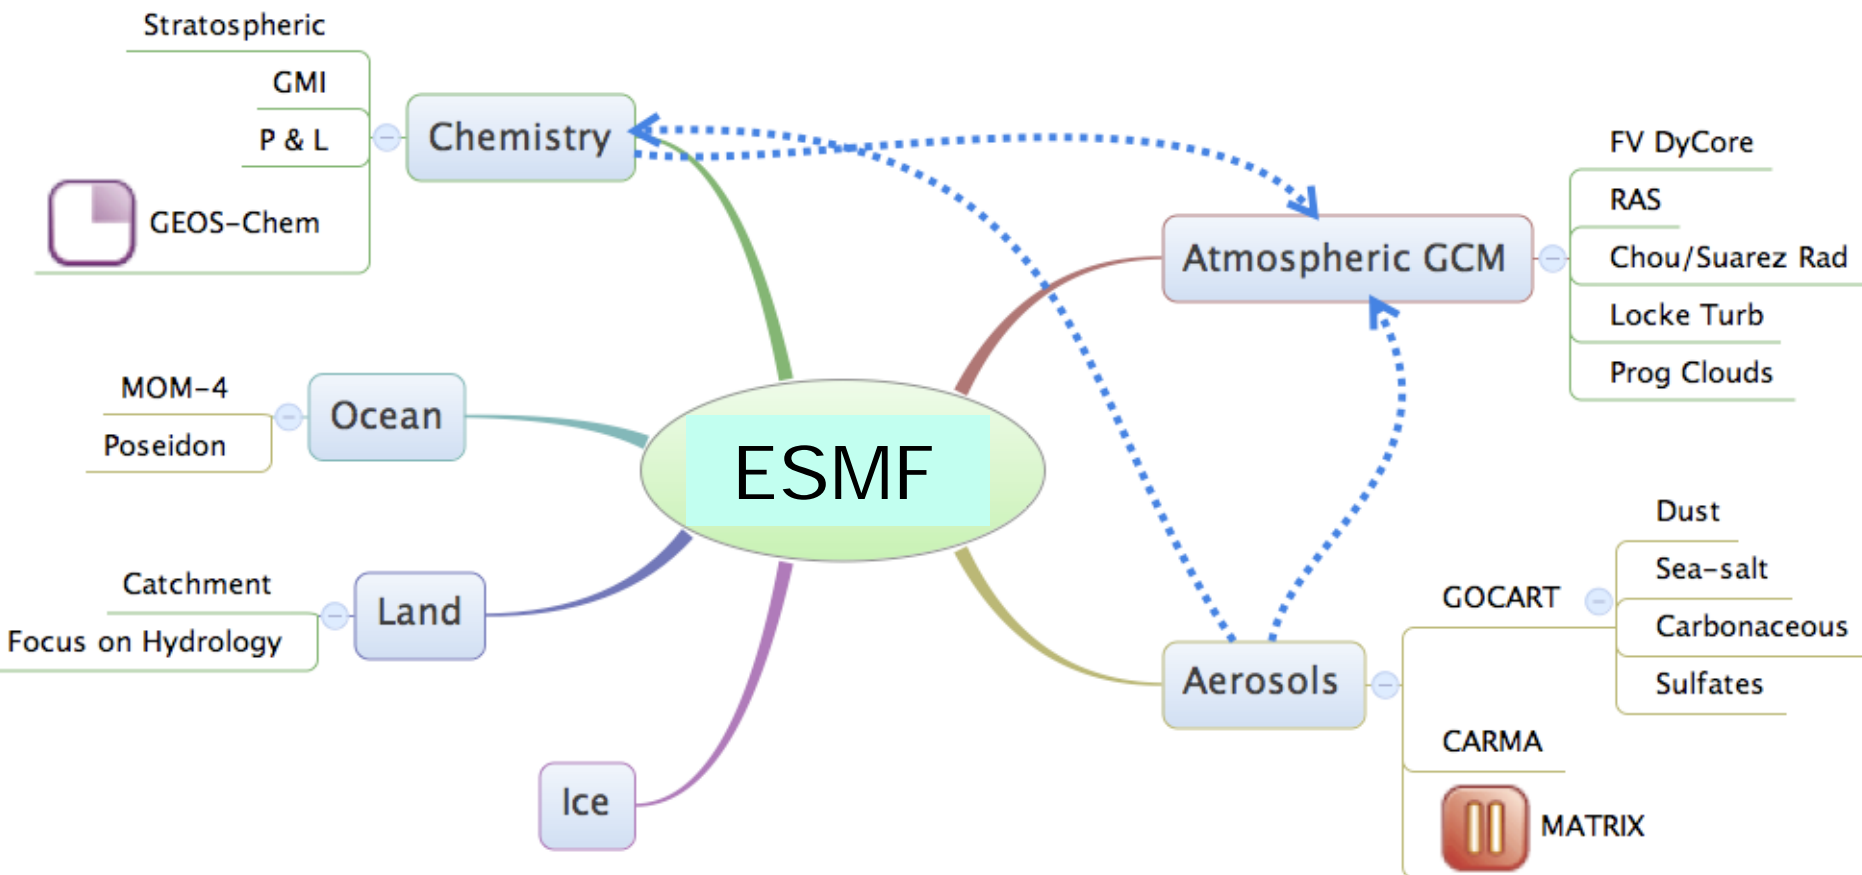 Stratospheric
GMI
P & L
GEOS-Chem
Chemistry
FV DyCore
RAS
Chou/Suarez Rad
Locke Turb
Prog Clouds
Atmospheric GCM
MOM-4
Poseidon
Ocean
ESMF
Catchment
Focus on Hydrology
Land
Ice
Aerosols
GOCART
Dust
Sea-salt
Carbonaceous
Sulfates
CARMA
MATRIX